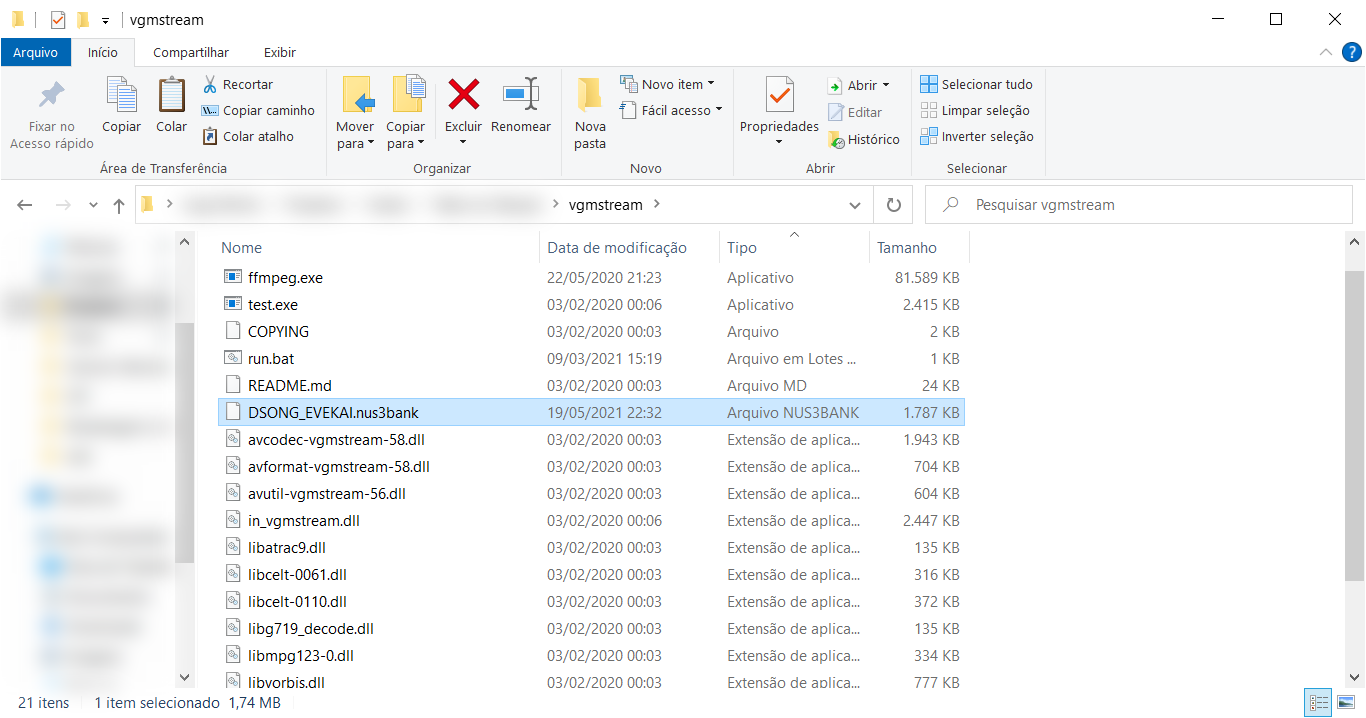 vgmstream
Arquivo Início Compartilhar Exibir ?
Fixar no Acesso rápido
Copiar
Colar
Recortar
Copiar caminho
Colar atalho
Área de Transferência
Mover para
Copiar para
Excluir
Renomear
Organizar
Nova pasta
Novo item
Fácil acesso
Novo
Propriedades
Abrir
Editar
Histórico
Abrir
Selecionar tudo
Limpar seleção
Inverter seleção
Selecionar
vgmstream
Pesquisar vgmstream
Nome Data de modificação Tipo Tamanho
ffmpeg.exe 22/05/2020 21:23 Aplicativo 81.589 KB
test.exe 03/02/2020 00:06 Aplicativo 2.415 KB
COPYING 03/02/2020 00:03 Arquivo 2 KB
run.bat 09/03/2021 15:19 Arquivo em Lotes ... 1 KB
README.md 03/02/2020 00:03 Arquivo MD 24 KB
DSONG_EVEKAI.nus3bank 19/05/2021 22:32 Arquivo NUS3BANK 1.787 KB
avcodec-vgmstream-58.dll 03/02/2020 00:03 Extensão de aplica... 1.943 KB
avformat-vgmstream-58.dll 03/02/2020 00:03 Extensão de aplica... 704 KB
avutil-vgmstream-56.dll 03/02/2020 00:03 Extensão de aplica... 604 KB
in_vgmstream.dll 03/02/2020 00:06 Extensão de aplica... 2.447 KB
libatrac9.dll 03/02/2020 00:03 Extensão de aplica... 135 KB
libcelt-0061.dll 03/02/2020 00:03 Extensão de aplica... 316 KB
libcelt-0110.dll 03/02/2020 00:03 Extensão de aplica... 372 KB
libg719_decode.dll 03/02/2020 00:03 Extensão de aplica... 135 KB
libmpg123-0.dll 03/02/2020 00:03 Extensão de aplica... 334 KB
libvorbis.dll 03/02/2020 00:03 Extensão de aplica... 777 KB
21 itens 1 item selecionado 1,74 MB